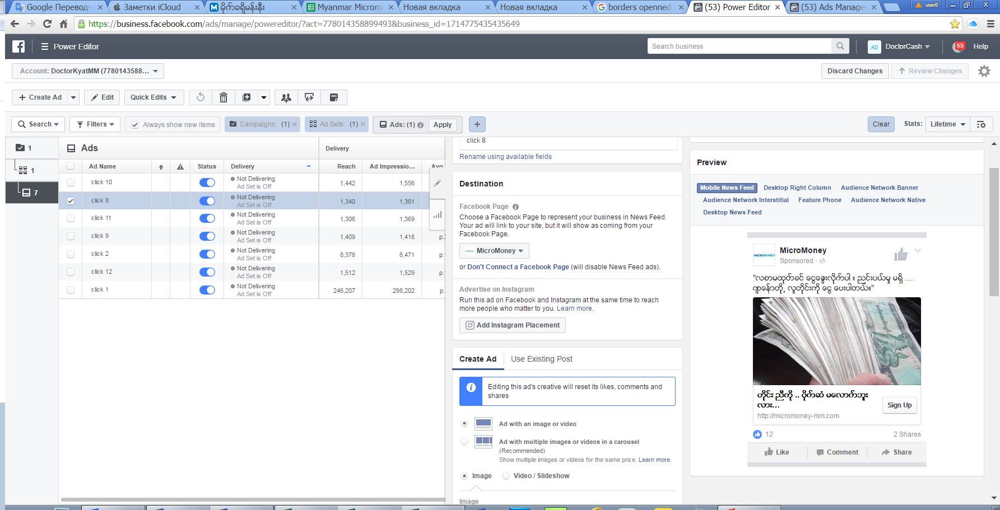 Google Переводч
Заметки iCloud
မိုက်ခရိုမန်းနီး
Myanmar Microm
Новая вкладка
Новая вкладка
borders openned
(53) Power Editor
(53) Ads Manage
user0
https://business.facebook.com/ads/manage/powereditor/?act=778014358899493&business_id=1714775435435649
Power Editor
Search business
AD
DoctorCash
53
Help
Account: DoctorKyatMM (7780143588...
Discard Changes
Review Changes
+ Create Ad
Edit
Quick Edits
Search
Filters
Always show new items
Campaigns: (1)
Ad Sets: (1)
Ads: (1)
Apply
+
Clear
Stats:
Lifetime
1
1
7
Ads
Delivery
Ad Name
Status
Delivery
Reach
Ad Impressio...
Avg
click 10
Not Delivering
Ad Set is Off
1,442
1,556
click 8
Not Delivering
Ad Set is Off
1,340
1,361
click 11
Not Delivering
Ad Set is Off
1,306
1,369
click 9
Not Delivering
Ad Set is Off
1,409
1,418
click 2
Not Delivering
Ad Set is Off
8,378
8,471
click 12
Not Delivering
Ad Set is Off
1,512
1,529
click 1
Not Delivering
Ad Set is Off
246,207
298,202
click 8
Rename using available fields
Destination
Facebook Page
Choose a Facebook Page to represent your business in News Feed.
Your ad will link to your site, but it will show as coming from your
Facebook Page.
MicroMoney
or Don't Connect a Facebook Page (will disable News Feed ads).
Advertise on Instagram
Run this ad on Facebook and Instagram at the same time to reach
more people who matter to you. Learn more.
Add Instagram Placement
Create Ad
Use Existing Post
Editing this ad's creative will reset its likes, comments and
shares
Ad with an image or video
Ad with multiple images or videos in a carousel
(Recommended)
Show multiple images or videos for the same price. Learn more.
Image
Video / Slideshow
Image
Preview
Mobile News Feed
Desktop Right Column
Audience Network Banner
Audience Network Interstitial
Feature Phone
Audience Network Native
Desktop News Feed
MICROMONEY
MicroMoney
Sponsored ·
"လစာမထုတ်ခင် ငွေချေးလိုက်ပါ ။ ညင်းပယ်မှု မရှိ ....
ဂျာနော်တို့ လူတိုင်းကို ငွေ ပေးပါတယ်။"
ဟိုင်း ညီကို .. ပိုက်ဆံ မလောက်ဘူး
လား...
http://micromoney-mm.com
Sign Up
12
2 Shares
Like
Comment
Share